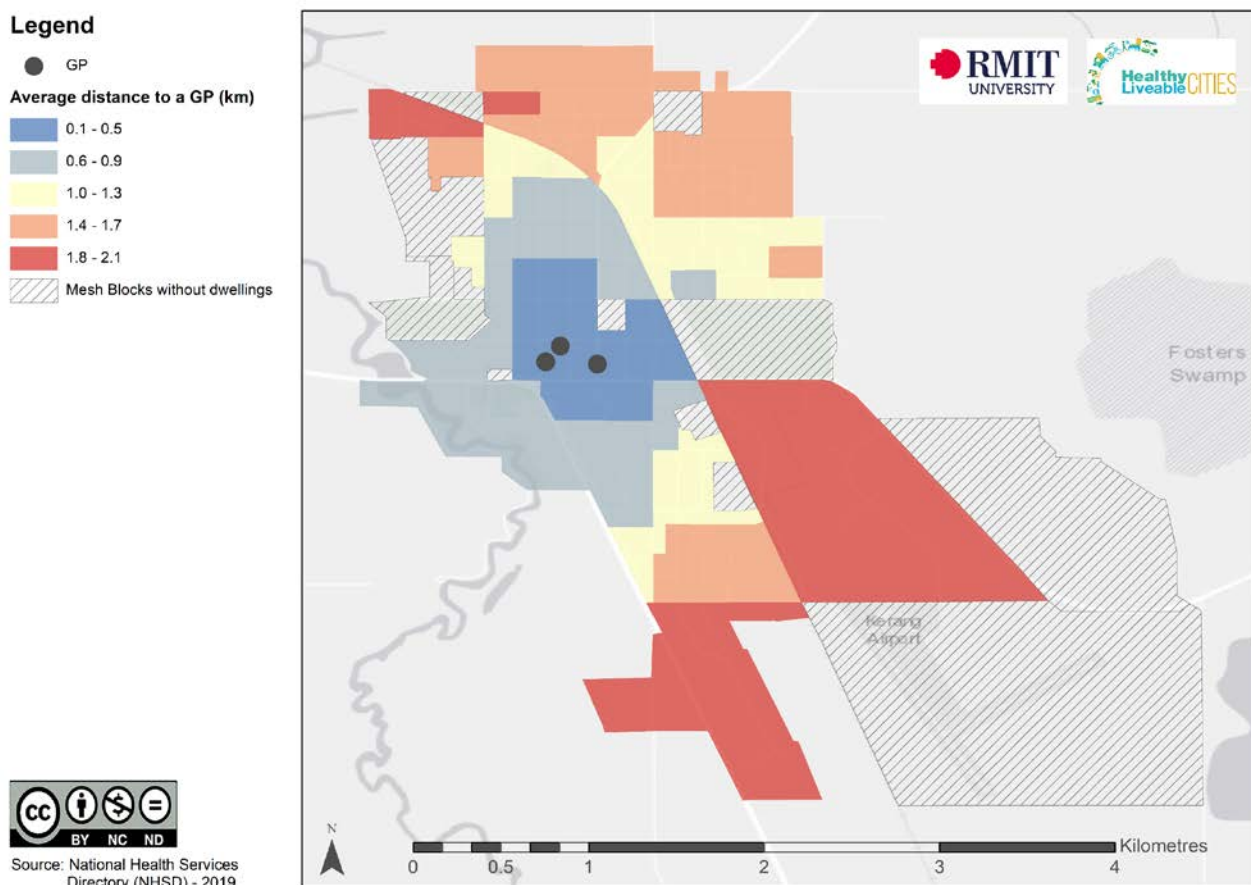 Legend
GP
Average distance to a GP (km)
0.1 - 0.5
0.6 - 0.9
1.0 - 1.3
1.4 - 1.7
1.8 - 2.1
Mesh Blocks without dwellings
RMIT
UNIVERSITY
Healthy
Liveable CITIES
Fosters
Swamp
Kerang
Airport
N
0 0.5 1 2 3 4
Kilometres
CC
BY NC ND
Source: National Health Services
Directory (NHSD) - 2019